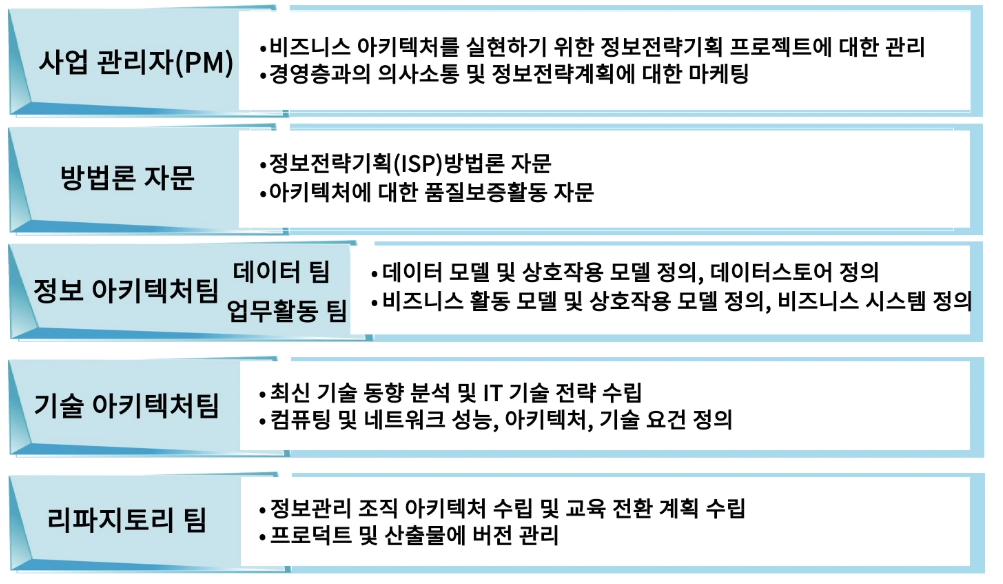 사업 관리자(PM)
•비즈니스 아키텍처를 실현하기 위한 정보전략기획 프로젝트에 대한 관리
•경영층과의 의사소통 및 정보전략계획에 대한 마케팅
방법론 자문
•정보전략기획(ISP)방법론 자문
•아키텍처에 대한 품질보증활동 자문
정보 아키텍처팀
데이터 팀
업무활동 팀
•데이터 모델 및 상호작용 모델 정의, 데이터스토어 정의
•비즈니스 활동 모델 및 상호작용 모델 정의, 비즈니스 시스템 정의
기술 아키텍처팀
•최신 기술 동향 분석 및 IT 기술 전략 수립
•컴퓨팅 및 네트워크 성능, 아키텍처, 기술 요건 정의
리파지토리 팀
•정보관리 조직 아키텍처 수립 및 교육 전환 계획 수립
•프로덕트 및 산출물에 버전 관리